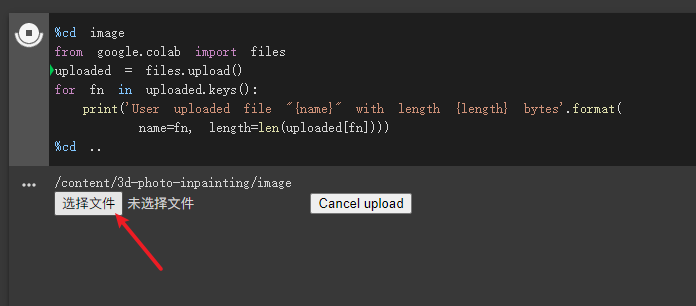 %cd image
from google.colab import files
uploaded = files.upload()
for fn in uploaded.keys():
    print('User uploaded file "{name}" with length {length} bytes'.format(
        name=fn, length=len(uploaded[fn])))
%cd ..
/content/3d-photo-inpainting/image
选择文件 未选择文件 Cancel upload